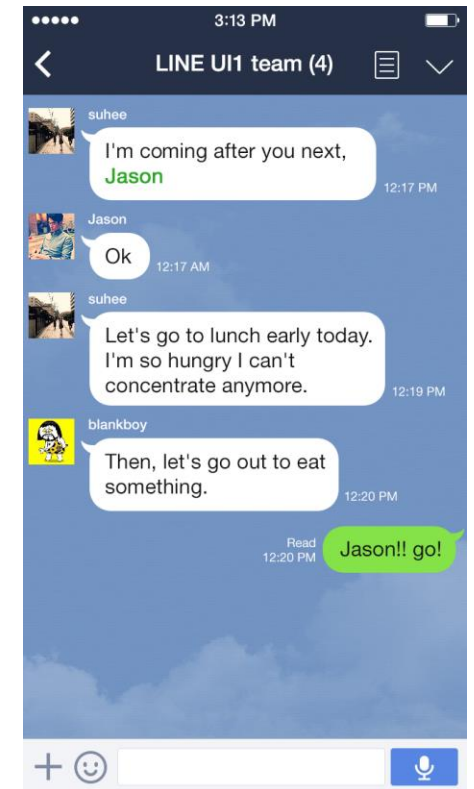 3:13 PM
LINE UI1 team (4)
suhee
I'm coming after you next,
Jason
12:17 PM
Jason
Ok
12:17 AM
suhee
Let's go to lunch early today.
I'm so hungry I can't
concentrate anymore.
12:19 PM
blankboy
Then, let's go out to eat
something.
12:20 PM
Read
12:20 PM
Jason!! go!